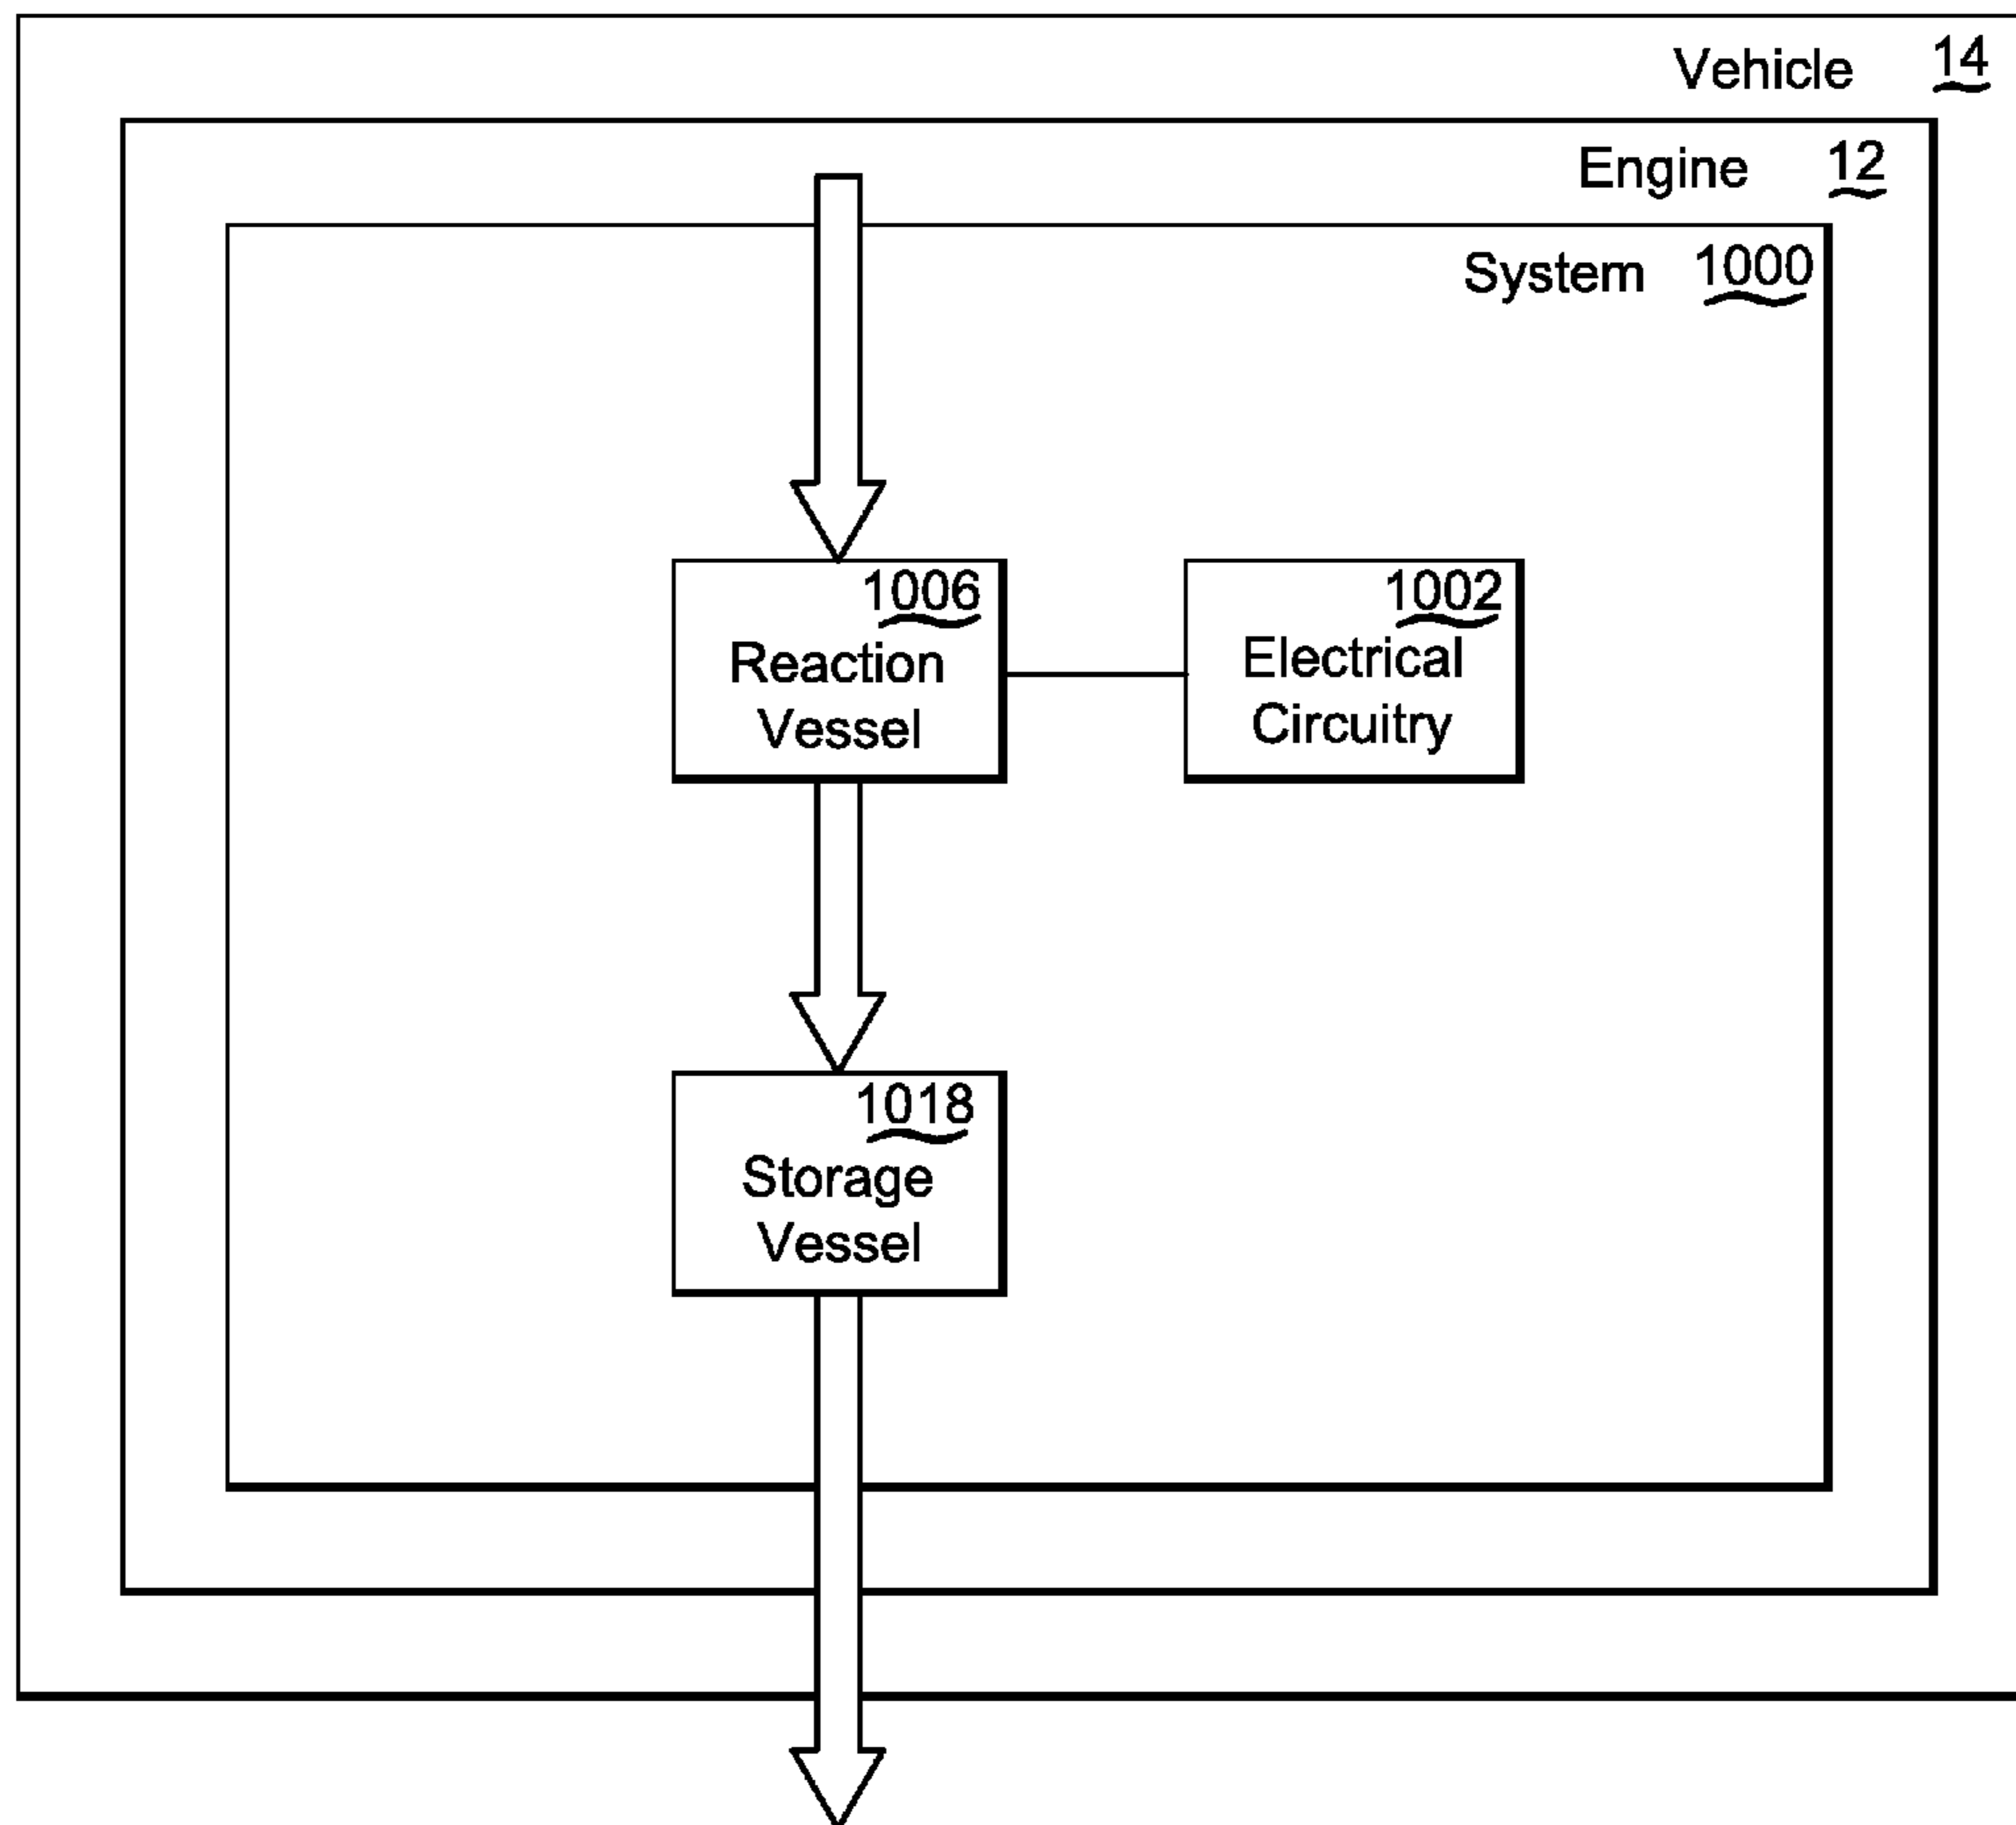 Vehicle 14
Engine 12
System 1000
1006
Reaction
Vessel
1002
Electrical
Circuitry
1018
Storage
Vessel